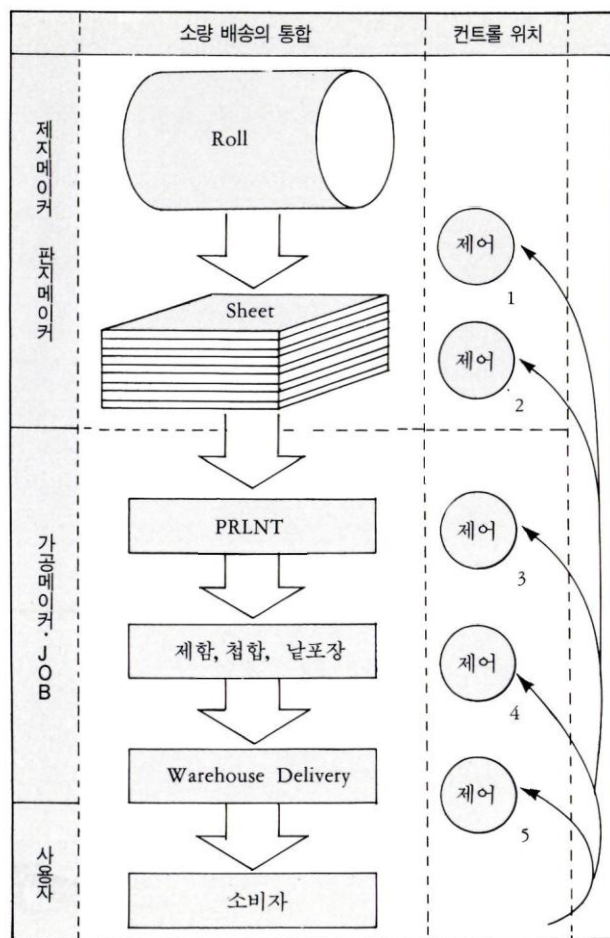 소량 배송의 통합
컨트롤 위치
제지메이커 판지메이커
Roll
제어
1
Sheet
제어
2
가공메이커·JOB
PRLNT
제어
3
제함, 첩합, 낱포장
제어
4
Warehouse Delivery
제어
5
사용자
소비자